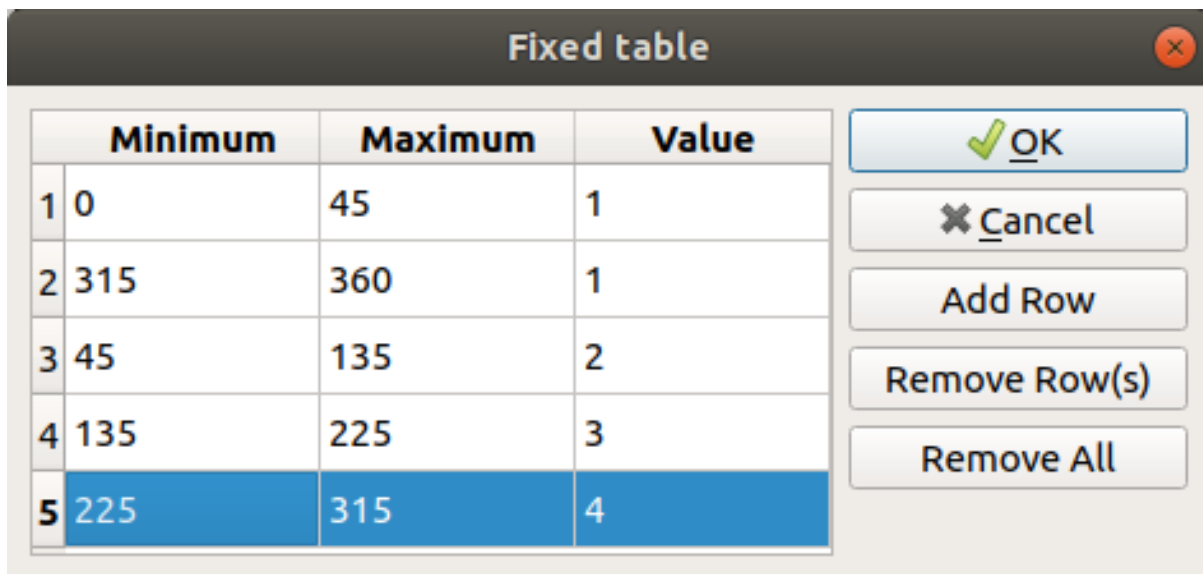 Fixed table
Minimum Maximum Value
1 0 45 1
2 315 360 1
3 45 135 2
4 135 225 3
5 225 315 4
OK
Cancel
Add Row
Remove Row(s)
Remove All